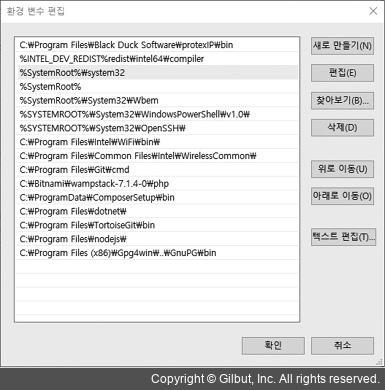 환경 변수 편집
C:₩Program Files₩Black Duck Software₩protexIP₩bin
%INTEL_DEV_REDIST%redist₩intel64₩compiler
%SystemRoot%₩system32
%SystemRoot%
%SystemRoot%₩System32₩Wbem
%SYSTEMROOT%₩System32₩WindowsPowerShell₩v1.0₩
%SYSTEMROOT%₩System32₩OpenSSH₩
C:₩Program Files₩Intel₩WiFi₩bin₩
C:₩Program Files₩Common Files₩Intel₩WirelessCommon₩
C:₩Program Files₩Git₩cmd
C:₩Bitnami₩wampstack-7.1.4-0₩php
C:₩ProgramData₩ComposerSetup₩bin
C:₩Program Files₩dotnet₩
C:₩Program Files₩TortoiseGit₩bin
C:₩Program Files₩nodejs₩
C:₩Program Files (x86)₩Gpg4win₩..₩GnuPG₩bin
새로 만들기(N)
편집(E)
찾아보기(B)...
삭제(D)
위로 이동(U)
아래로 이동(O)
텍스트 편집(T)...
확인
취소
Copyright © Gilbut, Inc. All rights reserved.